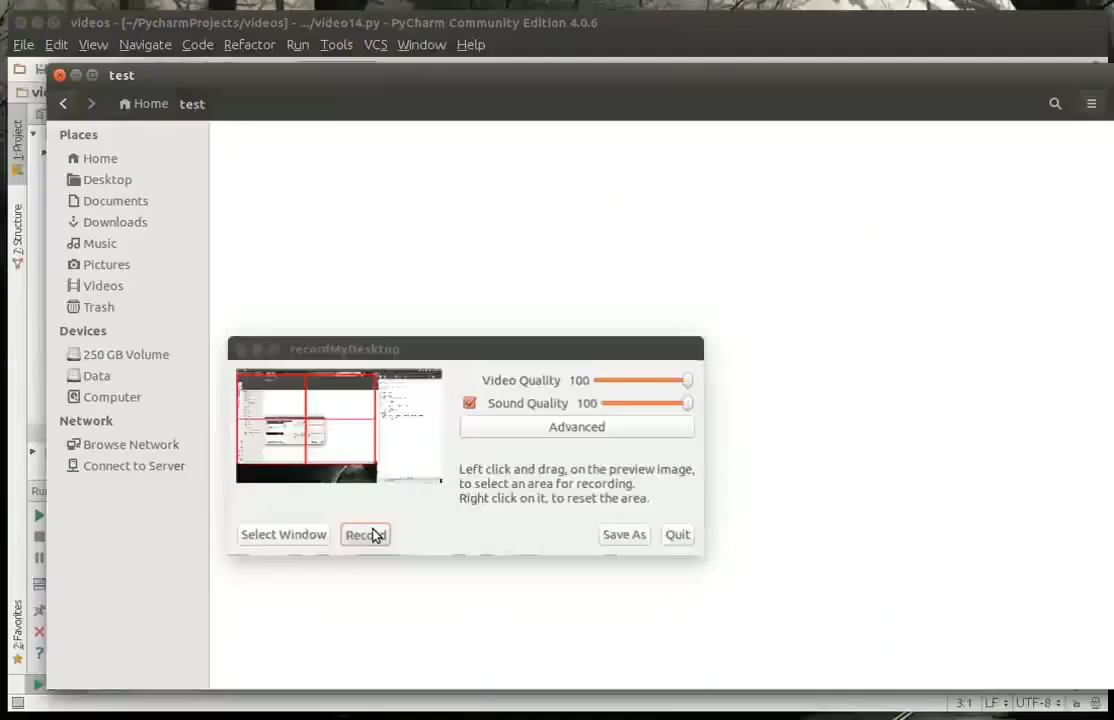 videos - [~/PycharmProjects/videos] - .../video14.py - PyCharm Community Edition 4.0.6
File Edit View Navigate Code Refactor Run Tools VCS Window Help
test
Home test
Places
Home
Desktop
Documents
Downloads
Music
Pictures
Videos
Trash
Devices
250 GB Volume
Data
Computer
Network
Browse Network
Connect to Server
1: Project
7: Structure
2: Favorites
recordMyDesktop
Video Quality 100
Sound Quality 100
Advanced
Left click and drag, on the preview image,
to select an area for recording.
Right click on it, to reset the area.
Select Window Record Save As Quit
3:1 LF UTF-8